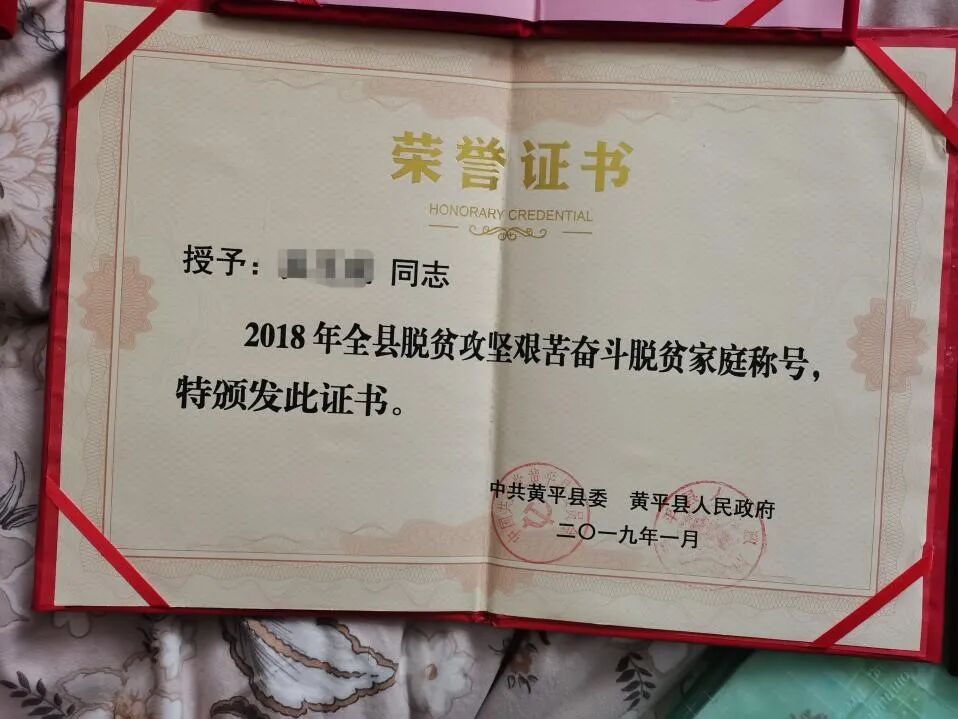 荣誉证书
HONORARY CREDENTIAL
授予： 同志
2018年全县脱贫攻坚艰苦奋斗脱贫家庭称号，
特颁发此证书。
中共黄平县委 黄平县人民政府
二〇一九年一月